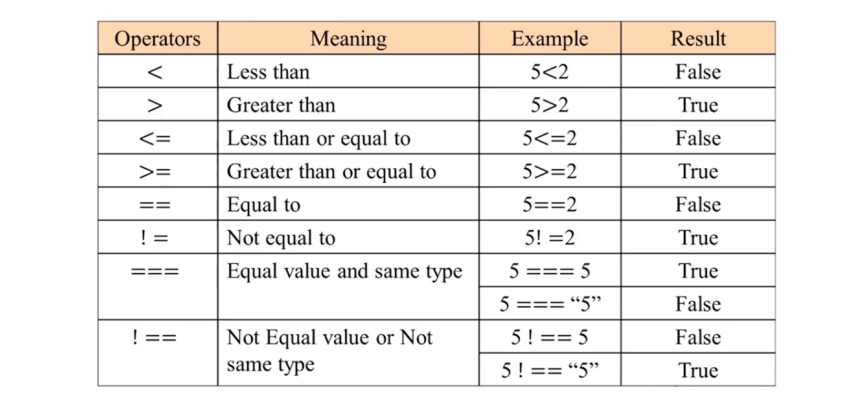 Operators Meaning Example Result
< Less than 5<2 False
> Greater than 5>2 True
<= Less than or equal to 5<=2 False
>= Greater than or equal to 5>=2 True
== Equal to 5==2 False
! = Not equal to 5! =2 True
=== Equal value and same type 5 === 5 True
5 === “5” False
! == Not Equal value or Not 5 ! == 5 False
same type 5 ! == “5” True